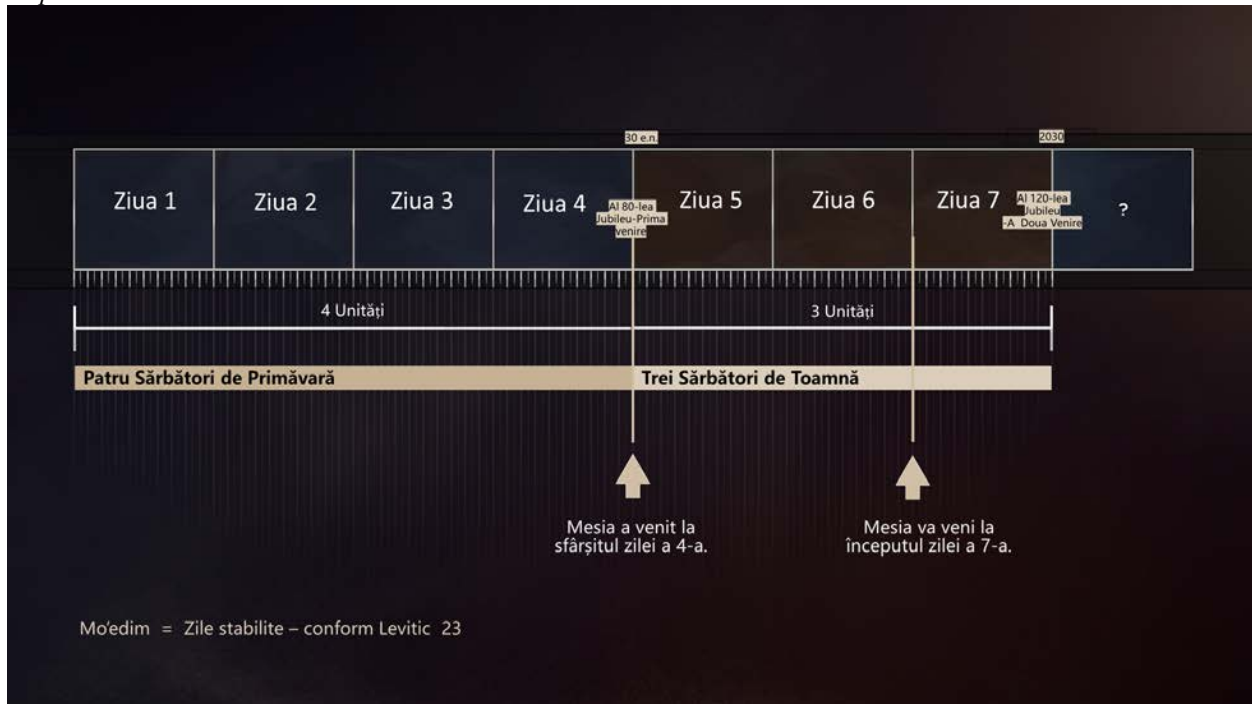 30 e.n.
2030
Ziua 1
Ziua 2
Ziua 3
Ziua 4
Al 80-lea
Jubileu-Prima
venire
Ziua 5
Ziua 6
Ziua 7
Al 120-lea
Jubileu
-A Doua Venire
?
4 Unități
3 Unități
Patru Sărbători de Primăvară
Trei Sărbători de Toamnă
Mesia a venit la
sfârșitul zilei a 4-a.
Mesia va veni la
începutul zilei a 7-a.
Mo'edim = Zile stabilite – conform Levitic 23